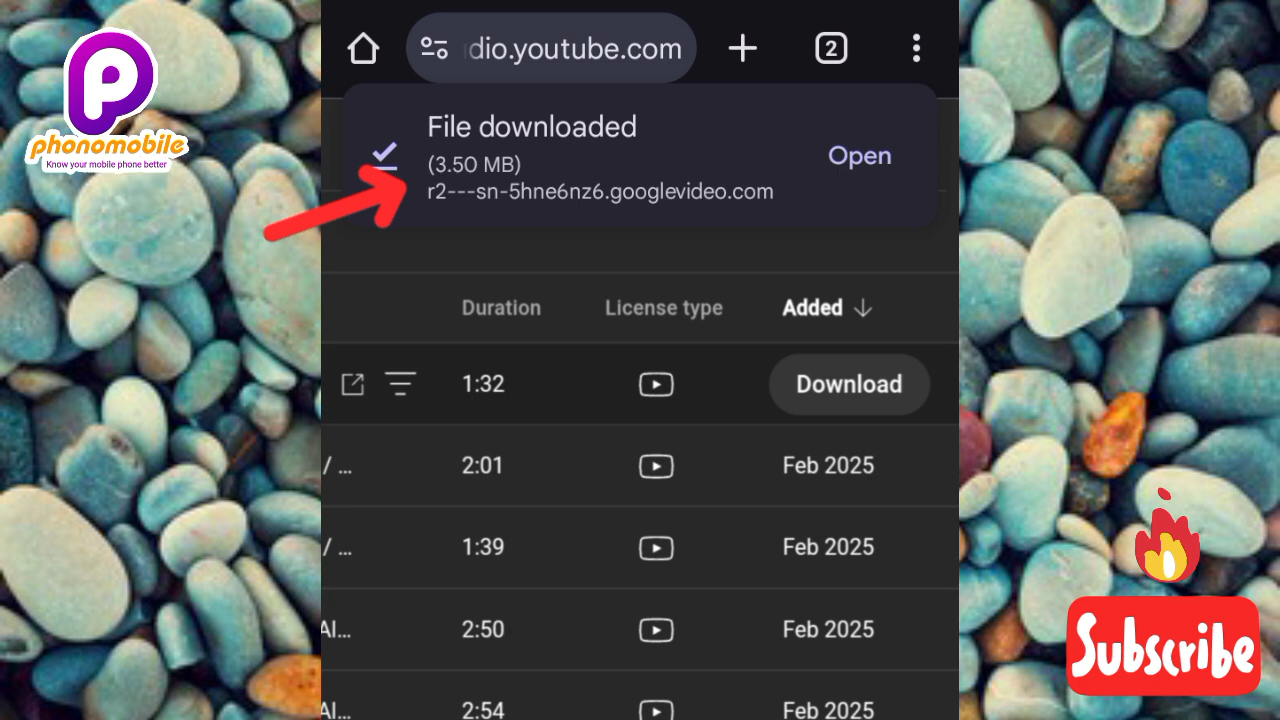 phonomobile
Know your mobile phone better
dio.youtube.com
2
File downloaded
(3.50 MB)
r2---sn-5hne6nz6.googlevideo.com
Open
Duration License type Added
1:32 Download
/ ... 2:01 Feb 2025
/ ... 1:39 Feb 2025
AI... 2:50 Feb 2025
AI... 2:54 Feb 2025
Subscribe